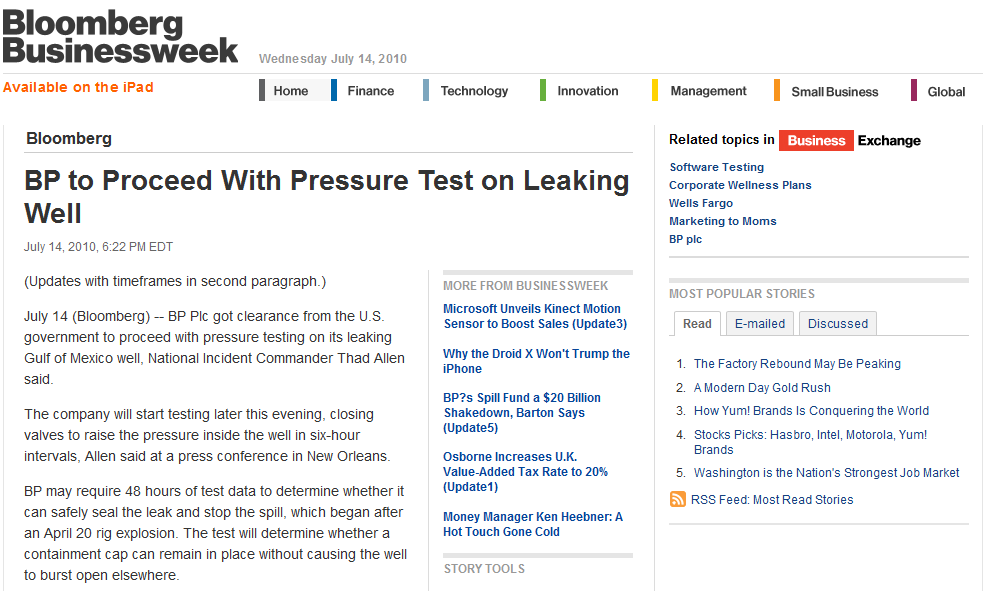 Bloomberg
Businessweek
Wednesday July 14, 2010
Available on the iPad
Home
Finance
Technology
Innovation
Management
Small Business
Global
Bloomberg
BP to Proceed With Pressure Test on Leaking
Well
July 14, 2010, 6:22 PM EDT
(Updates with timeframes in second paragraph.)
July 14 (Bloomberg) -- BP Plc got clearance from the U.S.
government to proceed with pressure testing on its leaking
Gulf of Mexico well, National Incident Commander Thad Allen
said.
The company will start testing later this evening, closing
valves to raise the pressure inside the well in six-hour
intervals, Allen said at a press conference in New Orleans.
BP may require 48 hours of test data to determine whether it
can safely seal the leak and stop the spill, which began after
an April 20 rig explosion. The test will determine whether a
containment cap can remain in place without causing the well
to burst open elsewhere.
MORE FROM BUSINESSWEEK
Microsoft Unveils Kinect Motion
Sensor to Boost Sales (Update3)
Why the Droid X Won't Trump the
iPhone
BP?s Spill Fund a $20 Billion
Shakedown, Barton Says
(Update5)
Osborne Increases U.K.
Value-Added Tax Rate to 20%
(Update1)
Money Manager Ken Heebner: A
Hot Touch Gone Cold
STORY TOOLS
Related topics in Business Exchange
Software Testing
Corporate Wellness Plans
Wells Fargo
Marketing to Moms
BP plc
MOST POPULAR STORIES
Read
E-mailed
Discussed
1. The Factory Rebound May Be Peaking
2. A Modern Day Gold Rush
3. How Yum! Brands Is Conquering the World
4. Stocks Picks: Hasbro, Intel, Motorola, Yum!
Brands
5. Washington is the Nation's Strongest Job Market
RSS Feed: Most Read Stories